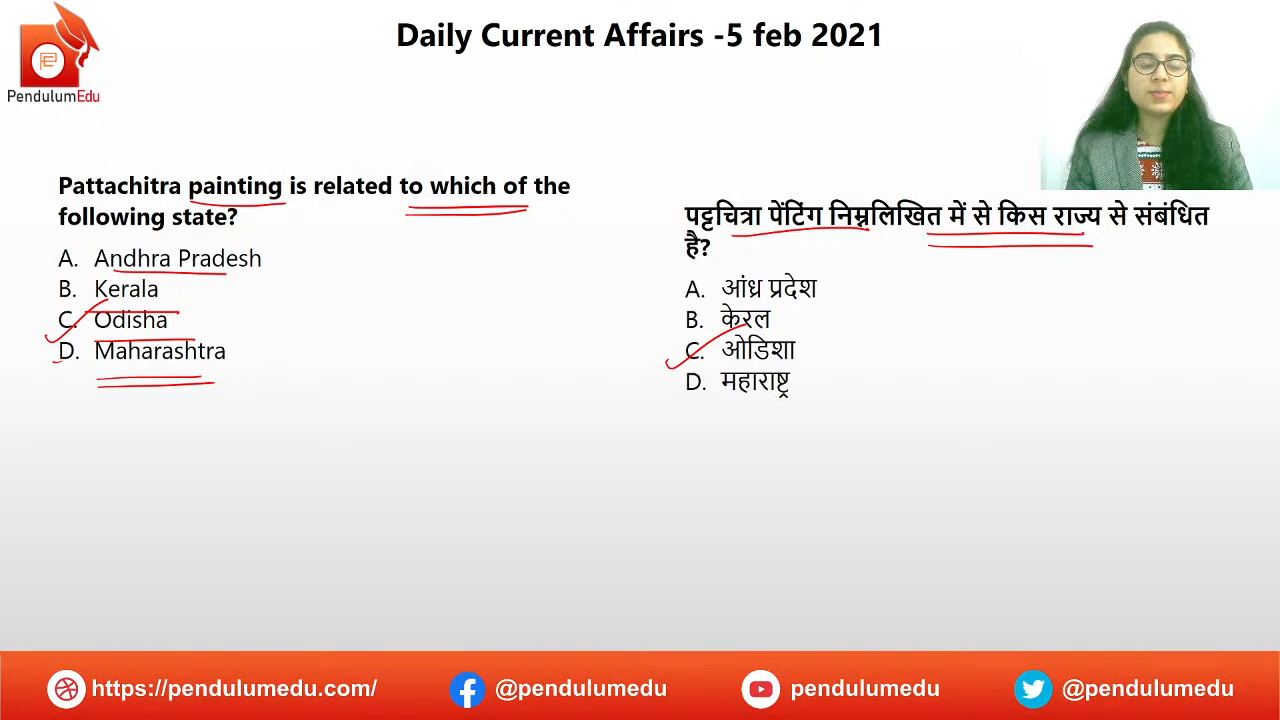 Daily Current Affairs -5 feb 2021
PendulumEdu
Pattachitra painting is related to which of the
following state?
A. Andhra Pradesh
B. Kerala
C. Odisha
D. Maharashtra
पट्टचित्रा पेंटिंग निम्नलिखित में से किस राज्य से संबंधित
है?
A. आंध्र प्रदेश
B. केरल
C. ओडिशा
D. महाराष्ट्र
https://pendulumedu.com/
@pendulumedu
pendulumedu
@pendulumedu